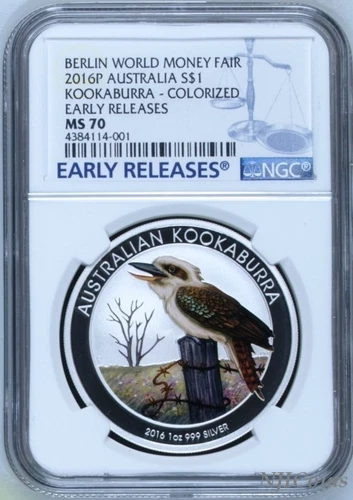 BERLIN WORLD MONEY FAIR
2016P AUSTRALIA S$1
KOOKABURRA - COLORIZED
EARLY RELEASES
MS 70
4384114-001
EARLY RELEASES®
NGC®
AUSTRALIAN KOOKABURRA
2016 1oz 999 SILVER